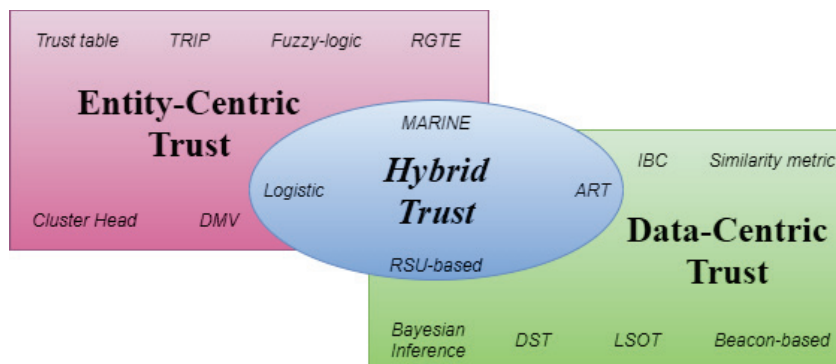 Trust table TRIP Fuzzy-logic RGTE
Entity-Centric
Trust
Cluster Head DMV
MARINE
Logistic
Hybrid
Trust
ART
RSU-based
IBC Similarity metric
Data-Centric
Trust
Bayesian
Inference
DST LSOT Beacon-based